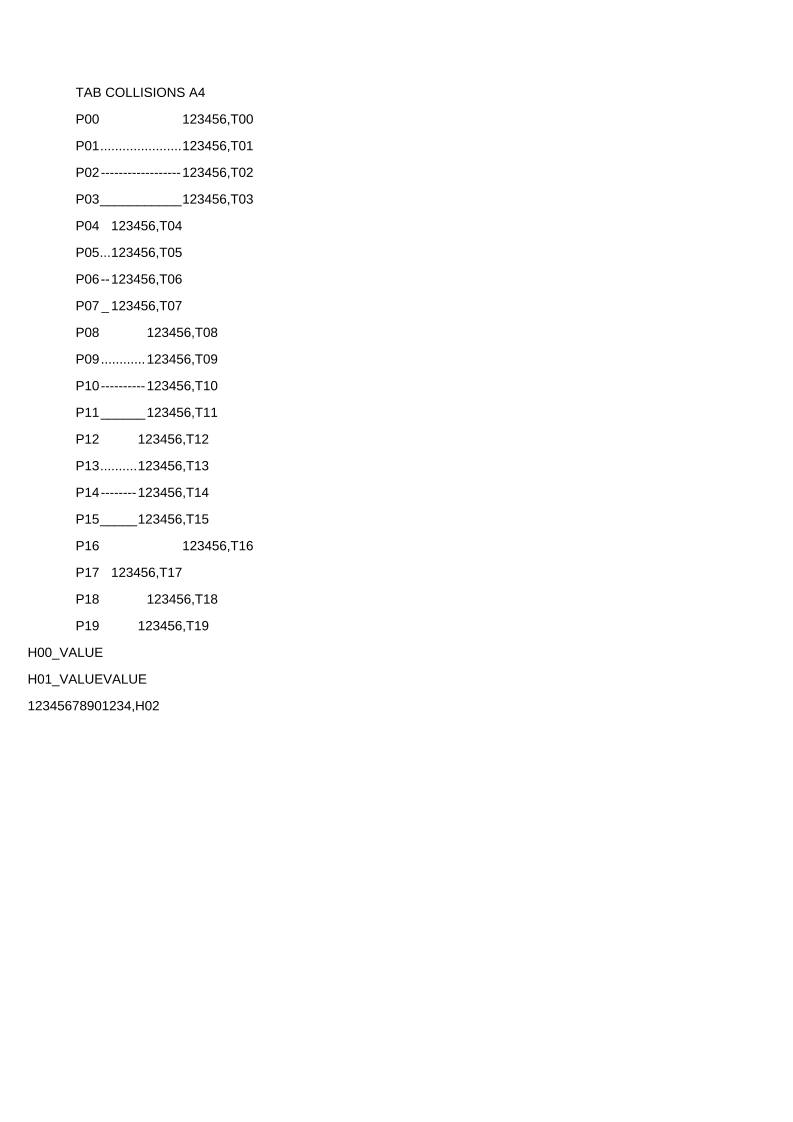 TAB COLLISIONS A4
P00 123456,T00
P01......................123456,T01
P02------------------123456,T02
P03___________123456,T03
P04 123456,T04
P05...123456,T05
P06--123456,T06
P07_123456,T07
P08 123456,T08
P09............123456,T09
P10----------123456,T10
P11______123456,T11
P12 123456,T12
P13..........123456,T13
P14--------123456,T14
P15_____123456,T15
P16 123456,T16
P17 123456,T17
P18 123456,T18
P19 123456,T19
H00_VALUE
H01_VALUEVALUE
12345678901234,H02